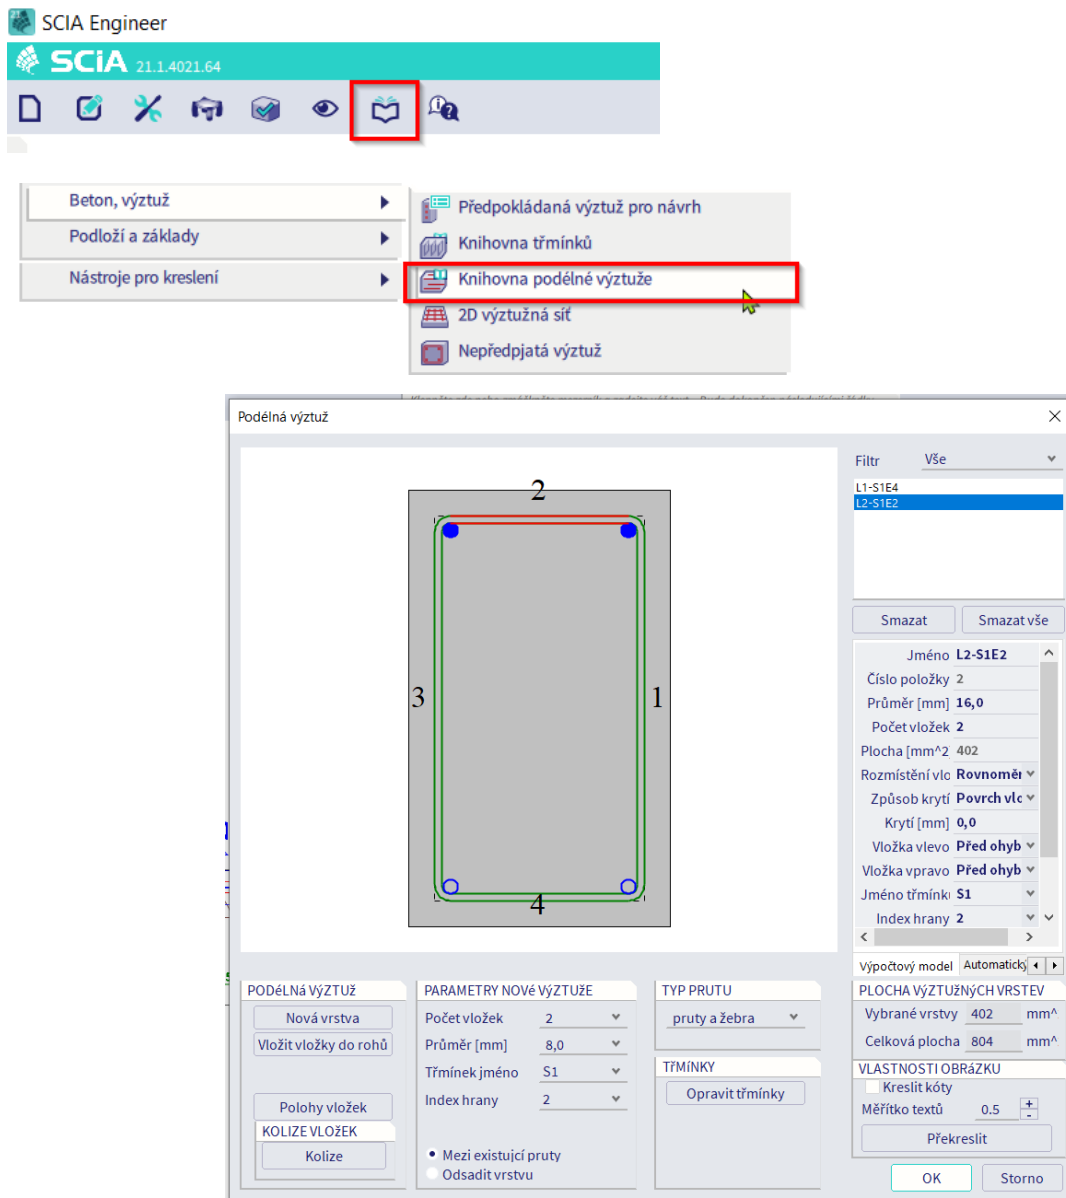 SCIA Engineer
SCiA 21.1.4021.64
Beton, výztuž
Podloží a základy
Nástroje pro kreslení
Předpokládaná výztuž pro návrh
Knihovna třmínků
Knihovna podélné výztuže
2D výztužná síť
Nepředpjatá výztuž
Podélná výztuž
2
3
1
4
Filtr Vše
L1-S1E4
L2-S1E2
Smazat Smazat vše
Jméno L2-S1E2
Číslo položky 2
Průměr [mm] 16,0
Počet vložek 2
Plocha [mm^2 402
Rozmístění vlo Rovnoměr
Způsob krytí Povrch vlo
Krytí [mm] 0,0
Vložka vlevo Před ohyb
Vložka vpravo Před ohyb
Jméno třmínku S1
Index hrany 2
Výpočtový model Automatický
PODéLNá VýZTUž
Nová vrstva
Vložit vložky do rohů
Polohy vložek
KOLIZE VLOžEK
Kolize
PARAMETRY NOVé VýZTUžE
Počet vložek 2
Průměr [mm] 8,0
Třmínek jméno S1
Index hrany 2
Mezi existujcí pruty
Odsadit vrstvu
TYP PRUTU
pruty a žebra
TřMíNKY
Opravit třmínky
PLOCHA VýZTUžNýCH VRSTEV
Vybrané vrstvy 402 mm^
Celková plocha 804 mm^
VLASTNOSTI OBRáZKU
Kreslit kóty
Měřítko textů 0.5 + -
Překreslit
OK Storno